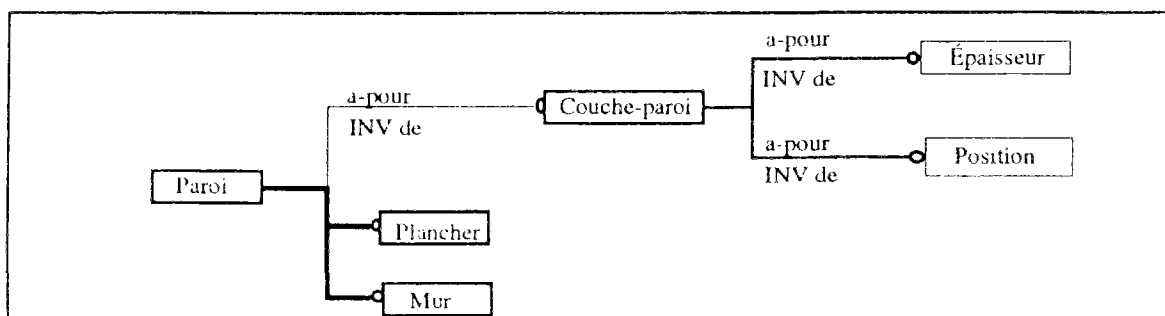 a-pour
Épaisseur
INV de
a-pour
Couche-paroi
INV de
a-pour
Position
INV de
Paroi
Plancher
Mur